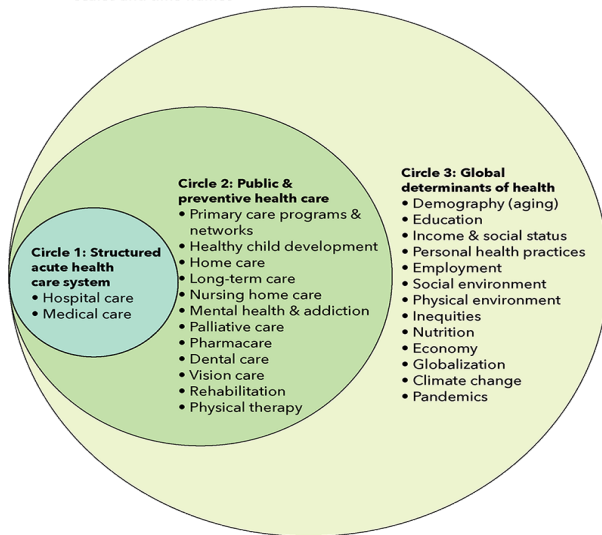 Circle 1: Structured
acute health
care system
• Hospital care
• Medical care
Circle 2: Public &
preventive health care
• Primary care programs &
networks
• Healthy child development
• Home care
• Long-term care
• Nursing home care
• Mental health & addiction
• Palliative care
• Pharmacare
• Dental care
• Vision care
• Rehabilitation
• Physical therapy
Circle 3: Global
determinants of health
• Demography (aging)
• Education
• Income & social status
• Personal health practices
• Employment
• Social environment
• Physical environment
• Inequities
• Nutrition
• Economy
• Globalization
• Climate change
• Pandemics